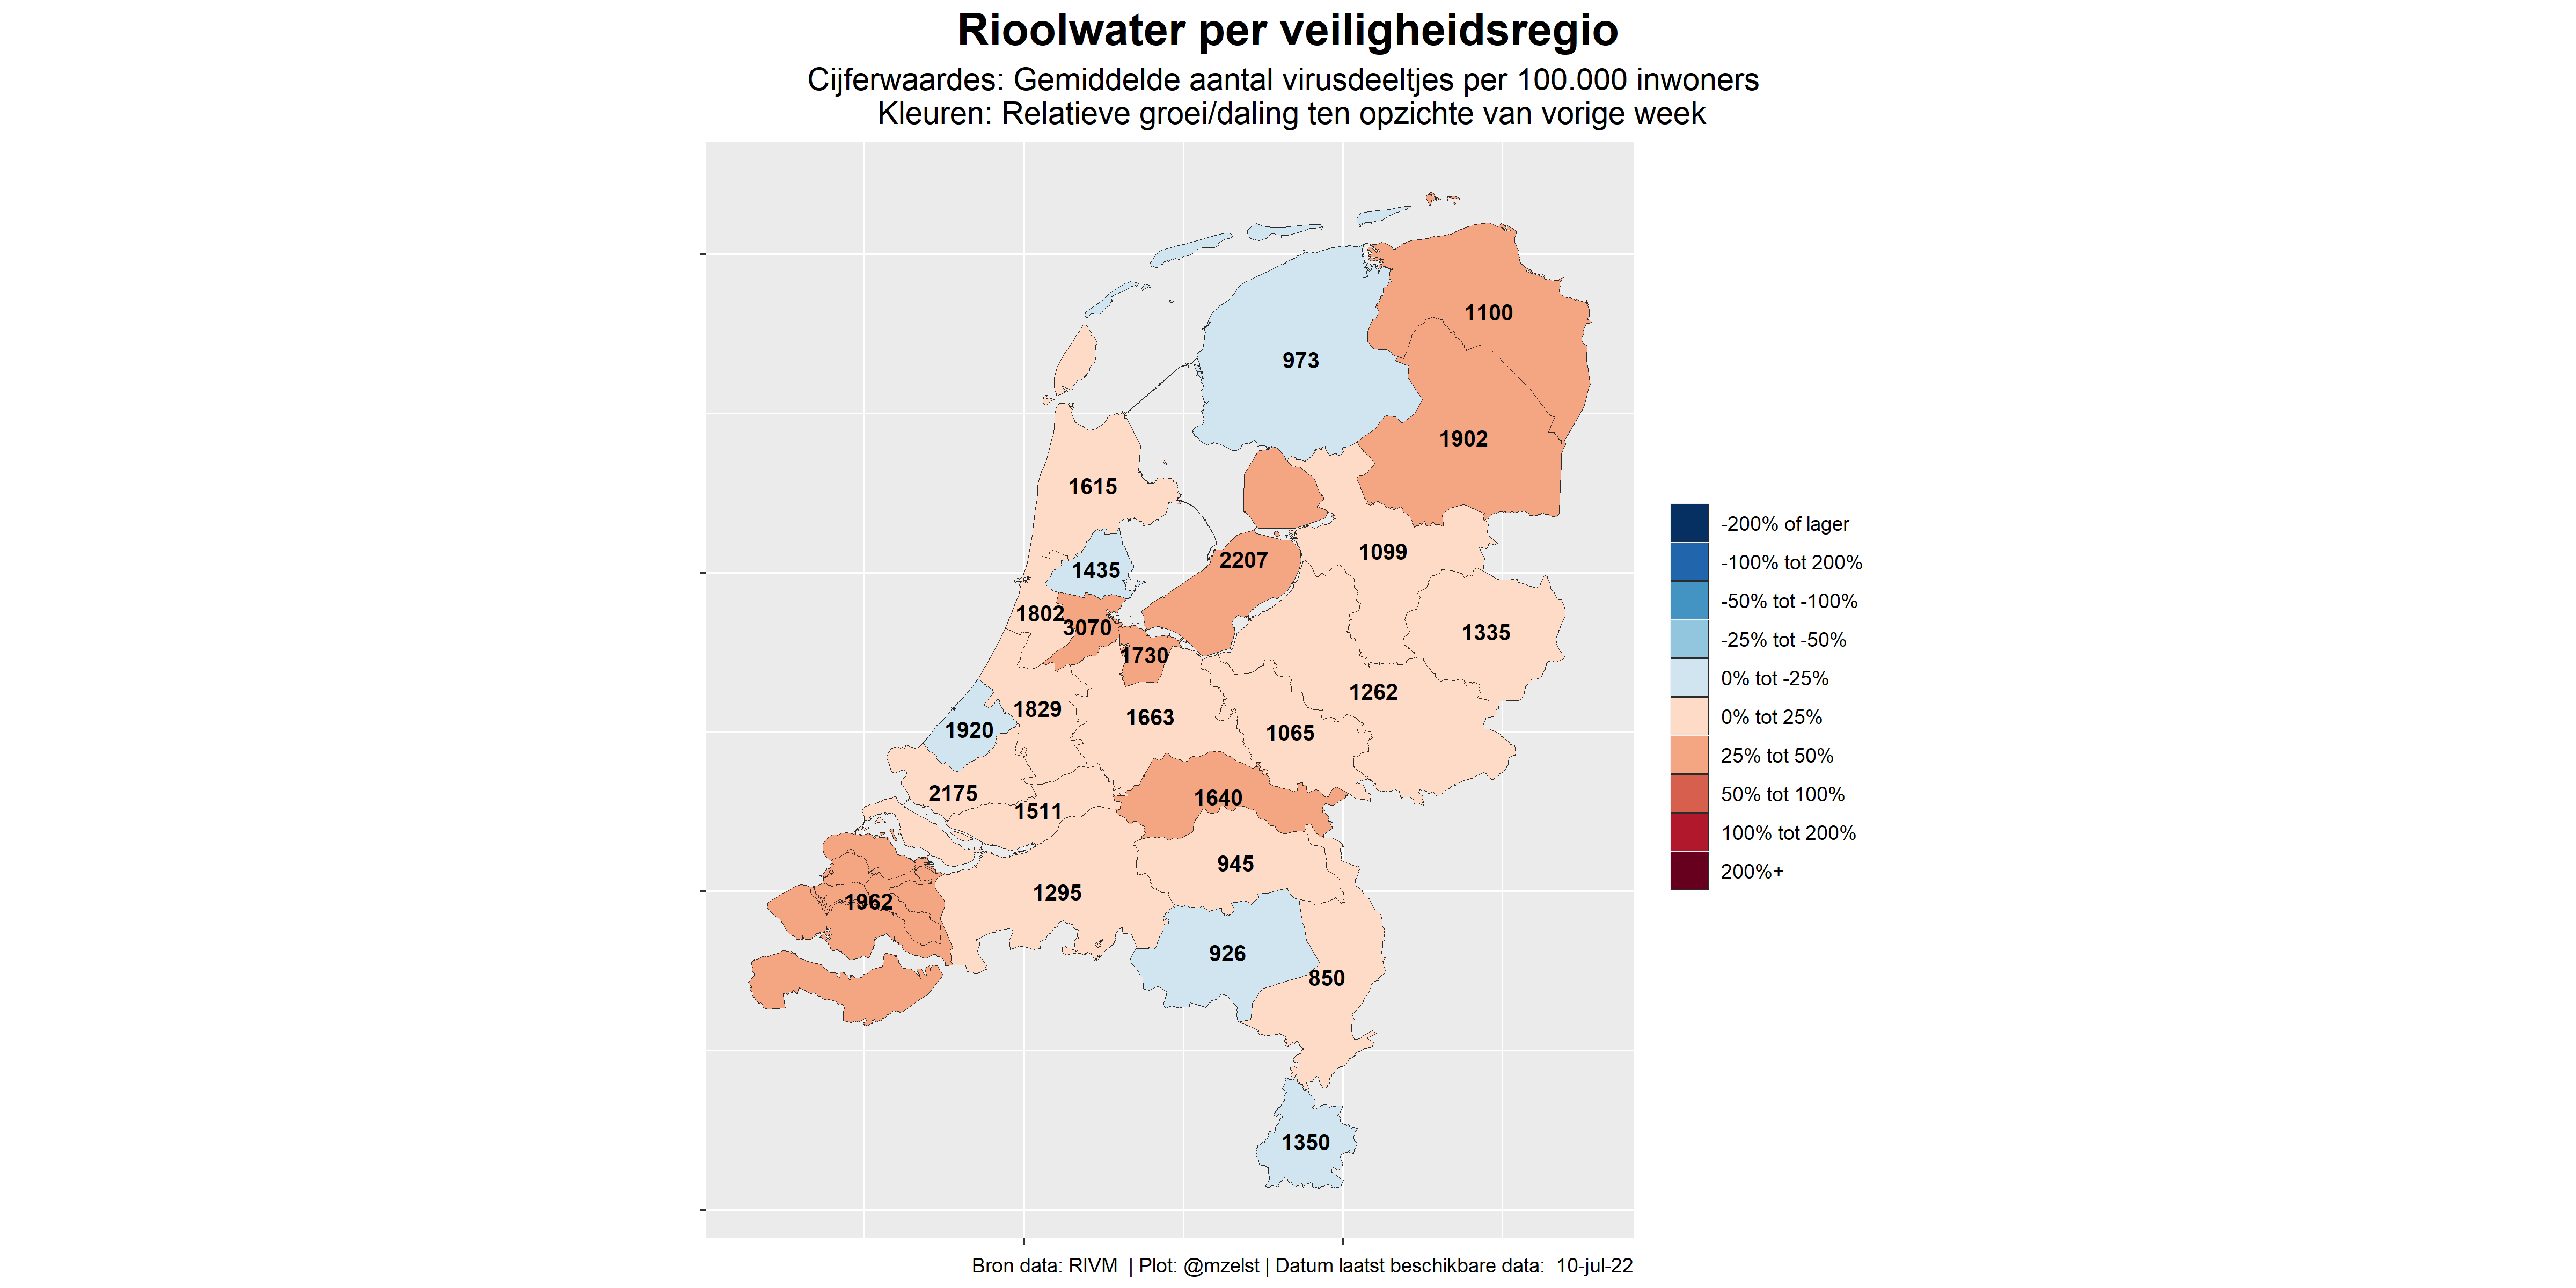 Rioolwater per veiligheidsregio
Cijferwaardes: Gemiddelde aantal virusdeeltjes per 100.000 inwoners
Kleuren: Relatieve groei/daling ten opzichte van vorige week
1100
973
1902
1615
1099
2207
1435
1802
3070
1335
1730
1262
1829
1663
1920
1065
2175
1640
1511
945
1295
1962
926
850
1350
-200% of lager
-100% tot 200%
-50% tot -100%
-25% tot -50%
0% tot -25%
0% tot 25%
25% tot 50%
50% tot 100%
100% tot 200%
200%+
Bron data: RIVM | Plot: @mzelst | Datum laatst beschikbare data: 10-jul-22